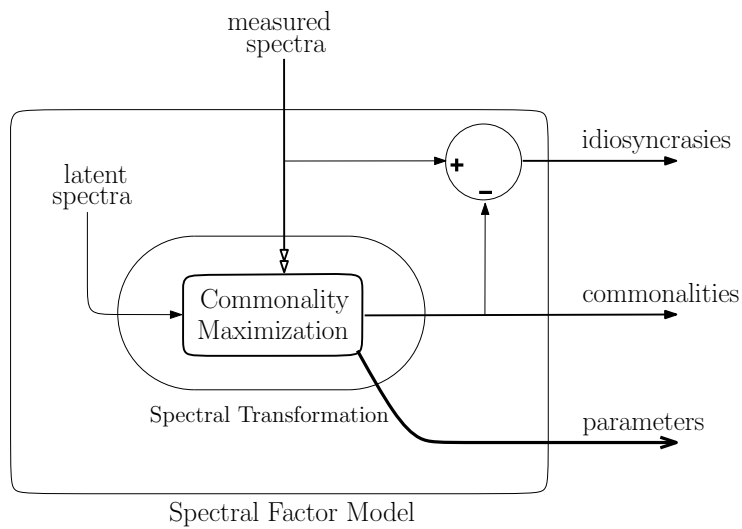 measured
spectra
idiosyncrasies
latent
spectra
+
−
Commonality
Maximization
commonalities
Spectral Transformation
parameters
Spectral Factor Model